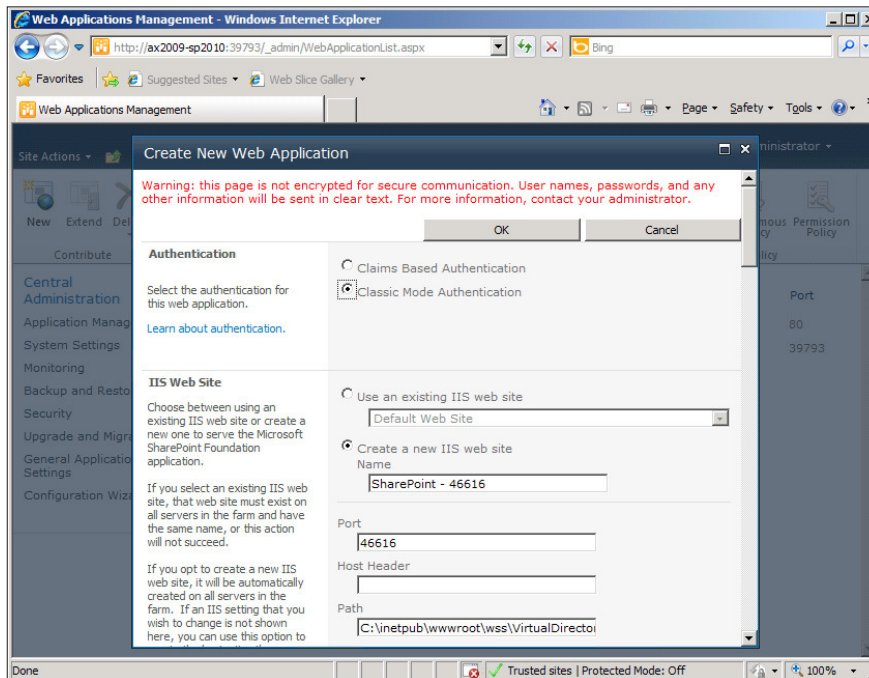 Web Applications Management - Windows Internet Explorer
http://ax2009-sp2010:39793/_admin/WebApplicationList.aspx
Bing
Favorites
Suggested Sites
Web Slice Gallery
Web Applications Management
Page
Safety
Tools
Site Actions
ministrator
Create New Web Application
Warning: this page is not encrypted for secure communication. User names, passwords, and any
other information will be sent in clear text. For more information, contact your administrator.
New
Extend
Del
mous
Permission
cy
Policy
OK
Cancel
Contribute
licy
Authentication
Select the authentication for
this web application.
Learn about authentication.
Claims Based Authentication
Classic Mode Authentication
Central
Administration
Application Manag
System Settings
Monitoring
Backup and Resto
Security
Upgrade and Migra
General Applicatio
Settings
Configuration Wiza
Port
80
39793
IIS Web Site
Choose between using an
existing IIS web site or create a
new one to serve the Microsoft
SharePoint Foundation
application.
If you select an existing IIS web
site, that web site must exist on
all servers in the farm and have
the same name, or this action
will not succeed.
If you opt to create a new IIS
web site, it will be automatically
created on all servers in the
farm. If an IIS setting that you
wish to change is not shown
here, you can use this option to
Use an existing IIS web site
Default Web Site
Create a new IIS web site
Name
SharePoint - 46616
Port
46616
Host Header
Path
C:\inetpub\wwwroot\wss\VirtualDirectoi
Done
Trusted sites | Protected Mode: Off
100%